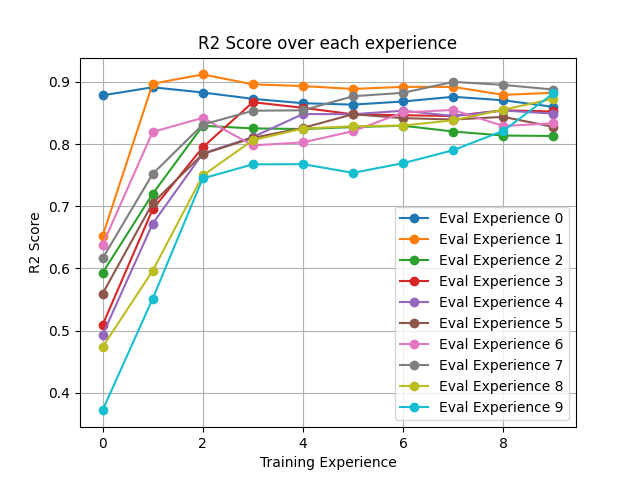 R2 Score over each experience
R2 Score
0.9
0.8
0.7
0.6
0.5
0.4
Eval Experience 0
Eval Experience 1
Eval Experience 2
Eval Experience 3
Eval Experience 4
Eval Experience 5
Eval Experience 6
Eval Experience 7
Eval Experience 8
Eval Experience 9
0 2 4 6 8
Training Experience